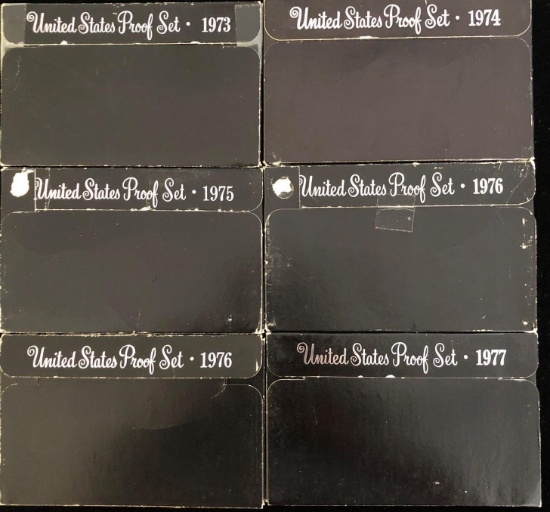 United States Proof Set · 1973
United States Proof Set · 1974
United States Proof Set · 1975
United States Proof Set · 1976
United States Proof Set · 1976
United States Proof Set · 1977